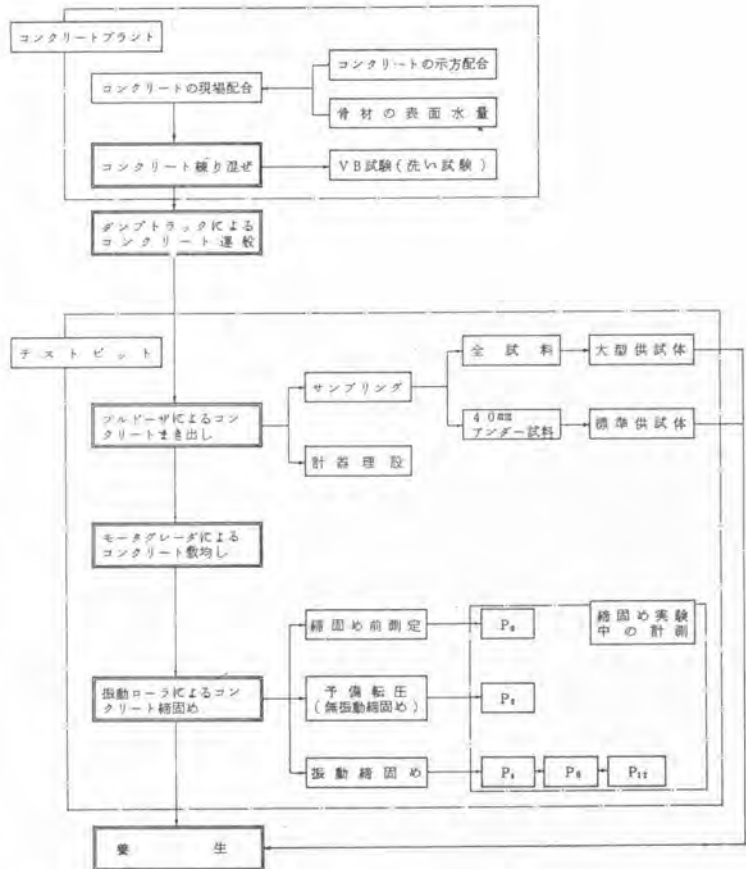 コンクリートプラント
コンクリートの示方配合
コンクリートの現場配合
骨材の表面水量
コンクリート練り混ぜ
VB試験(洗い試験)
ダンプトラックによる
コンクリート運搬
テストピット
全試料
大型供試体
サンプリング
ブルドーザによるコン
クリートまき出し
40mm
アンダー試料
標準供試体
計器埋設
モータグレーダによる
コンクリート敷均し
締固め前測定
P₀
締固め実験
中の計測
振動ローラによるコン
クリート締固め
予備転圧
(無振動締固め)
P₂
振動締固め
養生